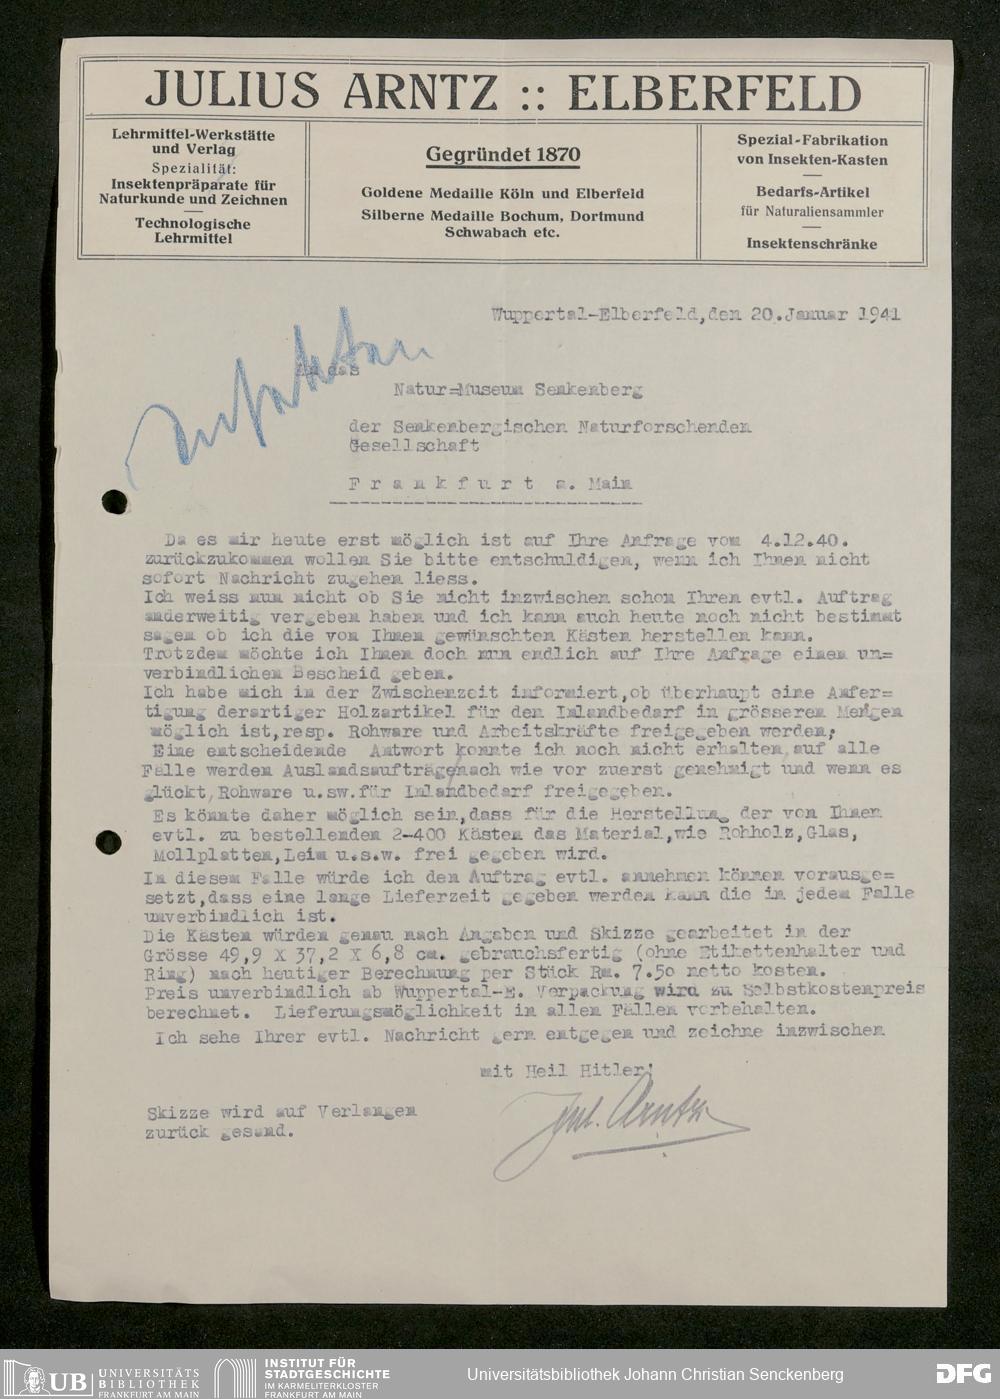 JULIUS ARNTZ :: ELBERFELD
Lehrmittel-Werkstätte
und Verlag
Spezialität:
Insektenpräparate für
Naturkunde und Zeichnen
Technologische
Lehrmittel
Gegründet 1870
Goldene Medaille Köln und Elberfeld
Silberne Medaille Bochum, Dortmund
Schwabach etc.
Spezial-Fabrikation
von Insekten-Kasten
Bedarfs-Artikel
für Naturaliensammler
Insektenschränke
Wuppertal-Elberfeld,den 20.Januar 1941
An das
Natur=Museum Senkenberg
der Senkenbergischen Naturforschenden
Gesellschaft
F r a n k f u r t a. Main
Da es mir heute erst möglich ist auf Ihre Anfrage vom 4.12.40.
zurückzukommen wollen Sie bitte entschuldigen, wenn ich Ihnen nicht
sofort Nachricht zugehen liess.
Ich weiss nun nicht ob Sie nicht inzwischen schon Ihren evtl. Auftrag
anderweitig vergeben haben und ich kann auch heute noch nicht bestimmt
sagen ob ich die von Ihnen gewünschten Kästen herstellen kann.
Trotzdem möchte ich Ihnen doch nun endlich auf Ihre Anfrage einen un=
verbindlichen Bescheid geben.
Ich habe mich in der Zwischenzeit informiert,ob überhaupt eine Anfer=
tigung derartiger Holzartikel für den Inlandbedarf in grösseren Mengen
möglich ist,resp. Rohware und Arbeitskräfte freigegeben werden;
Eine entscheidende Antwort konnte ich noch nicht erhalten,auf alle
Fälle werden Auslandsaufträge nach wie vor zuerst genehmigt und wenn es
glückt,Rohware u.sw.für Inlandbedarf freigegeben.
Es könnte daher möglich sein,dass für die Herstellung der von Ihnen
evtl. zu bestellenden 2-400 Kästen das Material,wie Rohholz,Glas,
Mollplatten,Leim u.s.w. frei gegeben wird.
In diesem Falle würde ich den Auftrag evtl. annehmen können vorausge=
setzt,dass eine lange Lieferzeit gegeben werden kann die in jedem Falle
unverbindlich ist.
Die Kästen würden genau nach Angaben und Skizze gearbeitet in der
Grösse 49,9 X 37,2 X 6,8 cm. gebrauchsfertig (ohne Etikettenhalter und
Ring) nach heutiger Berechnung per Stück Rm. 7.50 netto kosten.
Preis unverbindlich ab Wuppertal-E. Verpackung wird zu Selbstkostenpreis
berechnet. Lieferungsmöglichkeit in allen Fällen vorbehalten.
Ich sehe Ihrer evtl. Nachricht gern entgegen und zeichne inzwischen
mit Heil Hitler!
Jul. Arntz
Skizze wird auf Verlangen
zurück gesand.
UB UNIVERSITÄTS
BIBLIOTHEK
FRANKFURT AM MAIN
INSTITUT FÜR
STADTGESCHICHTE
IM KARMELITERKLOSTER
FRANKFURT AM MAIN
Universitätsbibliothek Johann Christian Senckenberg
DFG